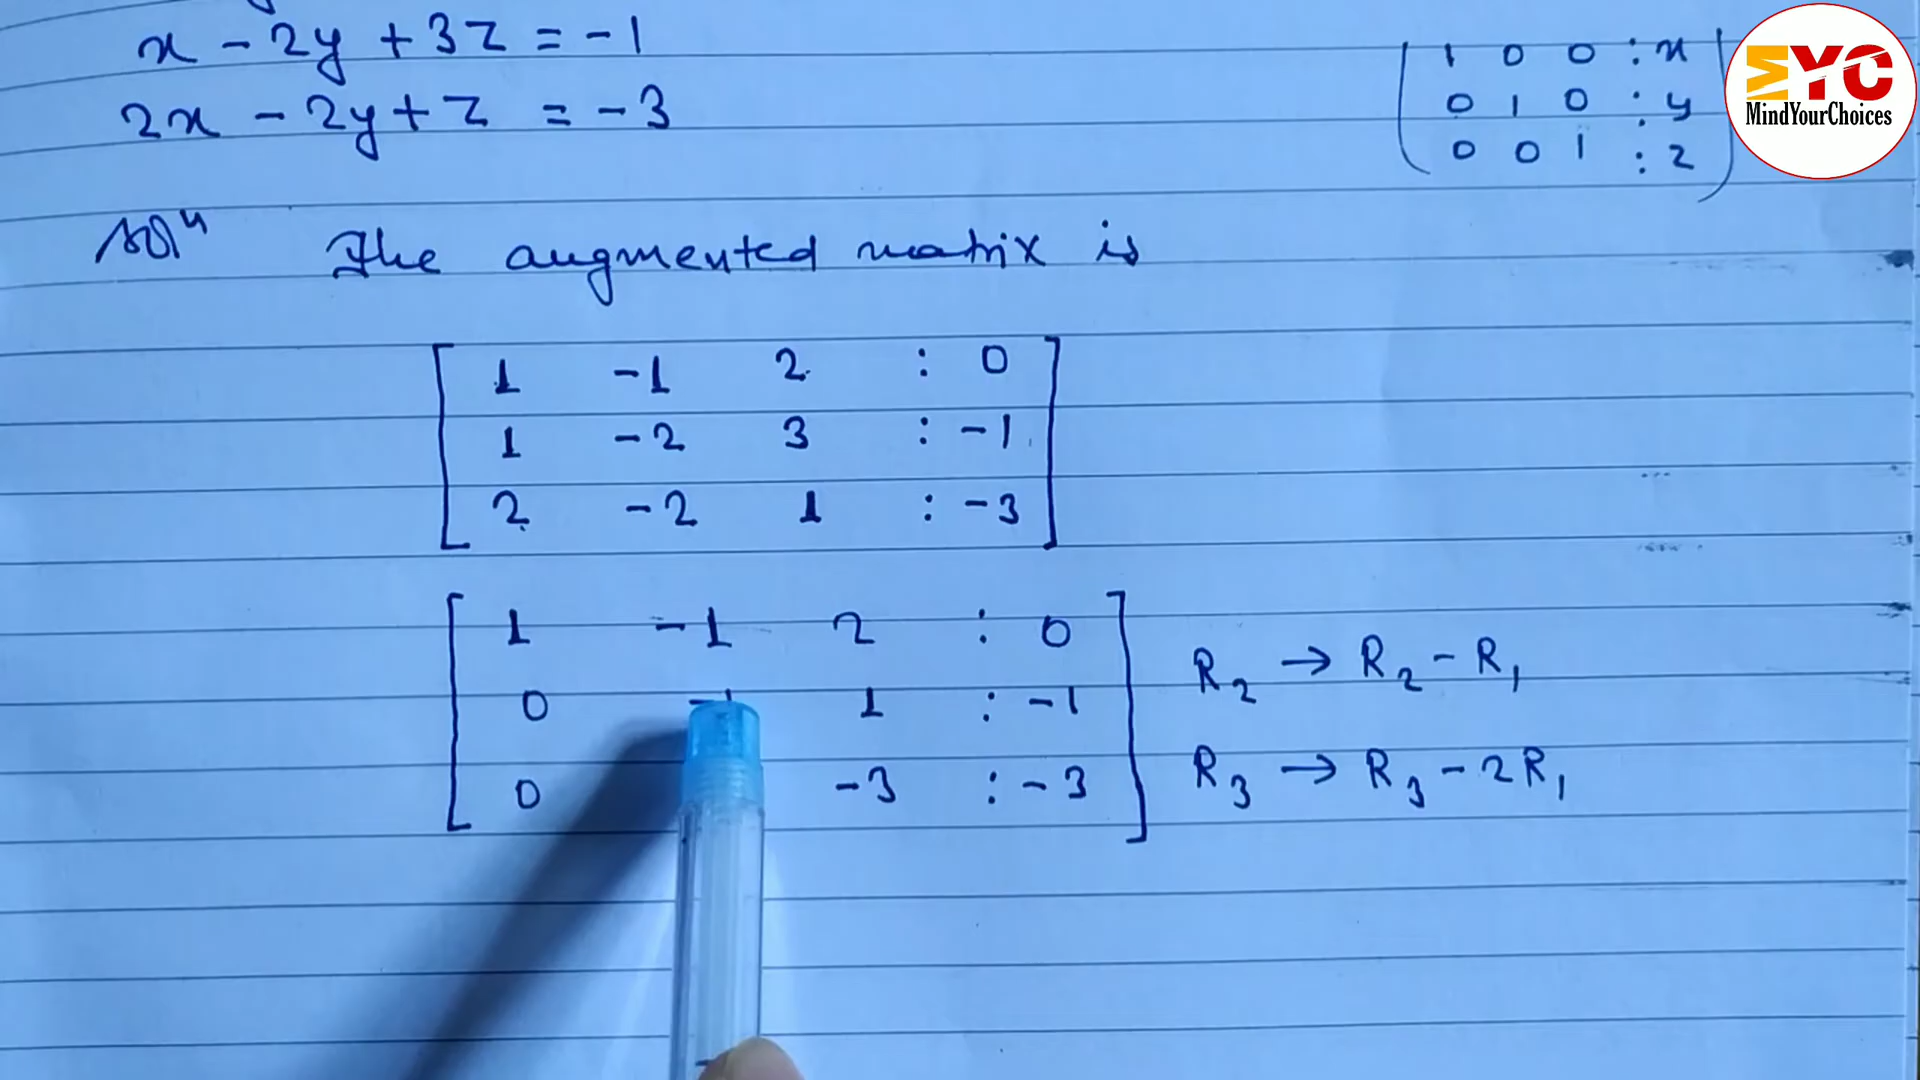 x - 2y + 3z = -1
2x - 2y + z = -3
1 0 0 : x
0 1 0 : y
0 0 1 : z
MYC
MindYourChoices
Solⁿ The augmented matrix is
1 -1 2 : 0
1 -2 3 : -1
2 -2 1 : -3
1 -1 2 : 0
0 -1 1 : -1
0 -3 : -3
R₂ → R₂ - R₁
R₃ → R₃ - 2R₁